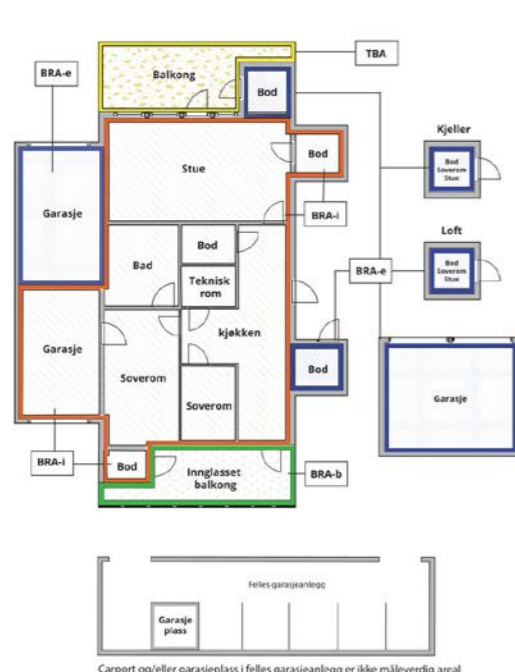 TBA
BRA-e
Balkong
Bod
Kjeller
Stue
Bod
Bod
Soverom
Stue
BRA-i
Garasje
Loft
Bad
Bod
Teknisk
rom
BRA-e
Bod
Soverom
Stue
Garasje
kjøkken
Soverom
Bod
Garasje
Soverom
BRA-i
Bod
Innglasset
balkong
BRA-b
Felles garasjeanlegg
Garasje
plass
Carport og/eller garasjeplass i felles garasjeanlegg er ikke måleverdig areal